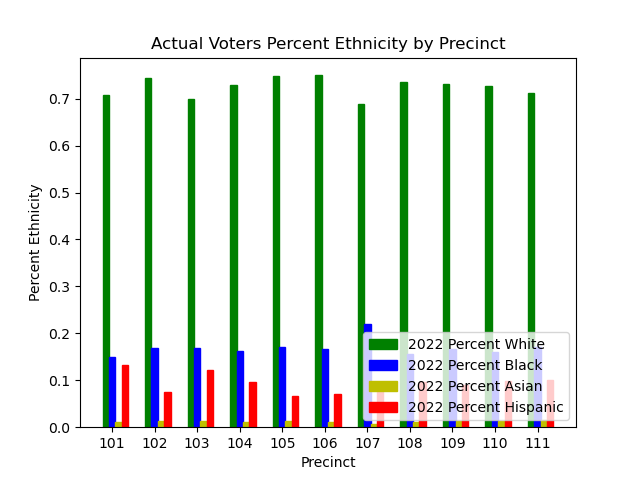 Actual Voters Percent Ethnicity by Precinct
Percent Ethnicity
0.7
0.6
0.5
0.4
0.3
0.2
0.1
0.0
2022 Percent White
2022 Percent Black
2022 Percent Asian
2022 Percent Hispanic
101 102 103 104 105 106 107 108 109 110 111
Precinct